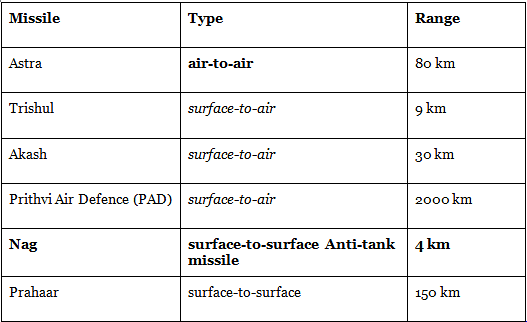 Missile Type Range
Astra air-to-air 80 km
Trishul surface-to-air 9 km
Akash surface-to-air 30 km
Prithvi Air Defence (PAD) surface-to-air 2000 km
Nag surface-to-surface Anti-tank missile 4 km
Prahaar surface-to-surface 150 km